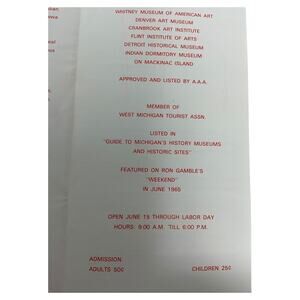 WHITNEY MUSEUM OF AMERICAN ART
DENVER ART MUSEUM
CRANBROOK ART INSTITUTE
FLINT INSTITUTE OF ARTS
DETROIT HISTORICAL MUSEUM
INDIAN DORMITORY MUSEUM
ON MACKINAC ISLAND
APPROVED AND LISTED BY A.A.A.
MEMBER OF
WEST MICHIGAN TOURIST ASSN.
LISTED IN
"GUIDE TO MICHIGAN'S HISTORY MUSEUMS
AND HISTORIC SITES"
FEATURED ON RON GAMBLE'S
"WEEKEND"
IN JUNE 1965
OPEN JUNE 15 THROUGH LABOR DAY
HOURS: 9:00 A.M. TILL 6:00 P.M.
ADMISSION:
ADULTS 50¢
CHILDREN 25¢